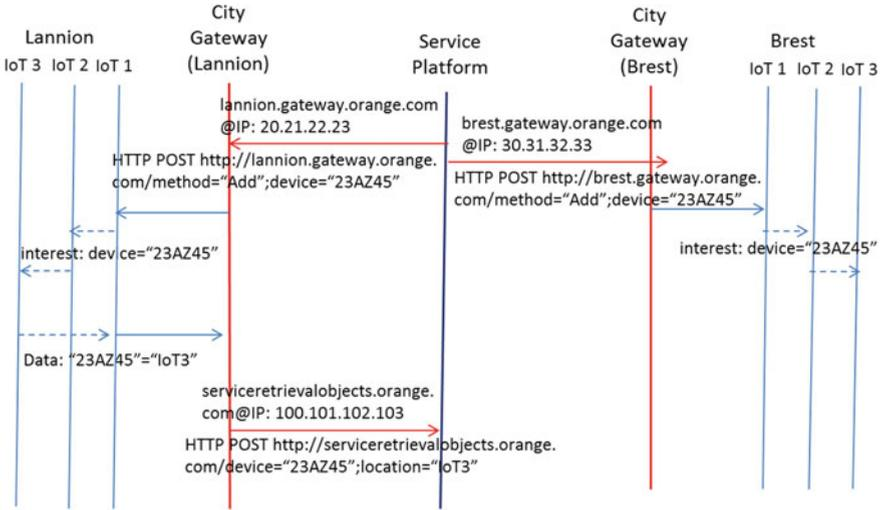 Lannion
IoT 3 IoT 2 IoT 1
City
Gateway
(Lannion)
Service
Platform
City
Gateway
(Brest)
Brest
IoT 1 IoT 2 IoT 3
lannion.gateway.orange.com
@IP: 20.21.22.23
brest.gateway.orange.com
@IP: 30.31.32.33
HTTP POST http://lannion.gateway.orange.
com/method=“Add”;device=“23AZ45”
HTTP POST http://brest.gateway.orange.
com/method=“Add”;device=“23AZ45”
interest: device=“23AZ45”
interest: device=“23AZ45”
Data: “23AZ45”=“IoT3”
serviceretrievalobjects.orange.
com@IP: 100.101.102.103
HTTP POST http://serviceretrievalobjects.orange.
com/device=“23AZ45”;location=“IoT3”